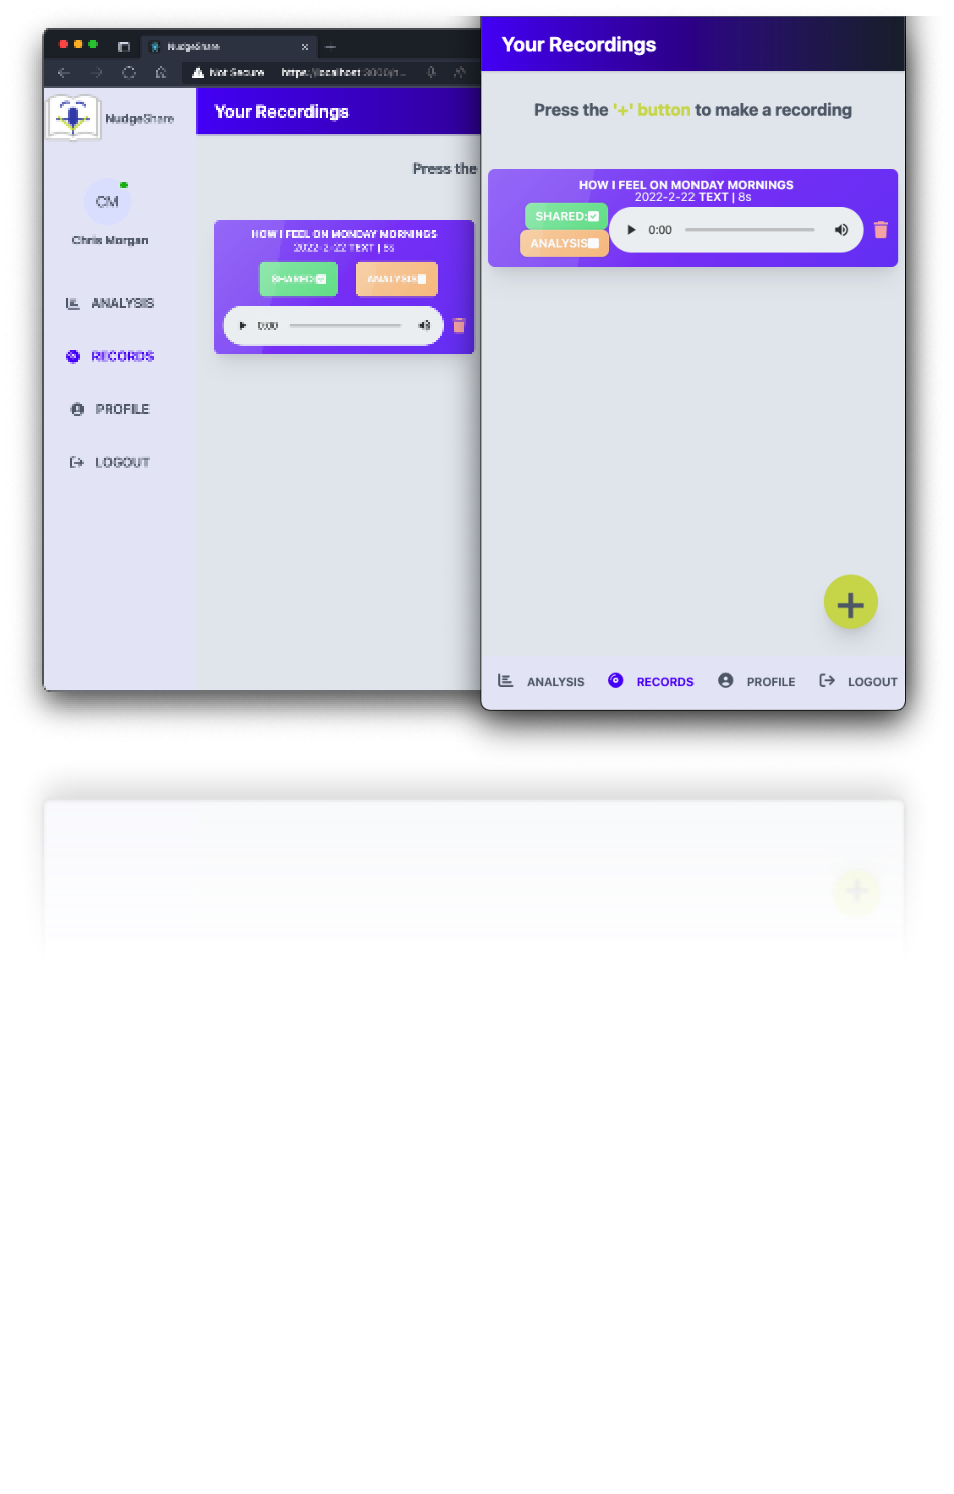 NudgeShare
Not Secure https://localhost:3000/
NudgeShare
CM
Chris Morgan
ANALYSIS
RECORDS
PROFILE
LOGOUT
Your Recordings
Press the
HOW I FEEL ON MONDAY MORNINGS
2022-2-22 TEXT | 8s
SHARED:
ANALYSIS
0:00
Your Recordings
Press the '+' button to make a recording
HOW I FEEL ON MONDAY MORNINGS
2022-2-22 TEXT | 8s
SHARED:
ANALYSIS
0:00
ANALYSIS RECORDS PROFILE LOGOUT